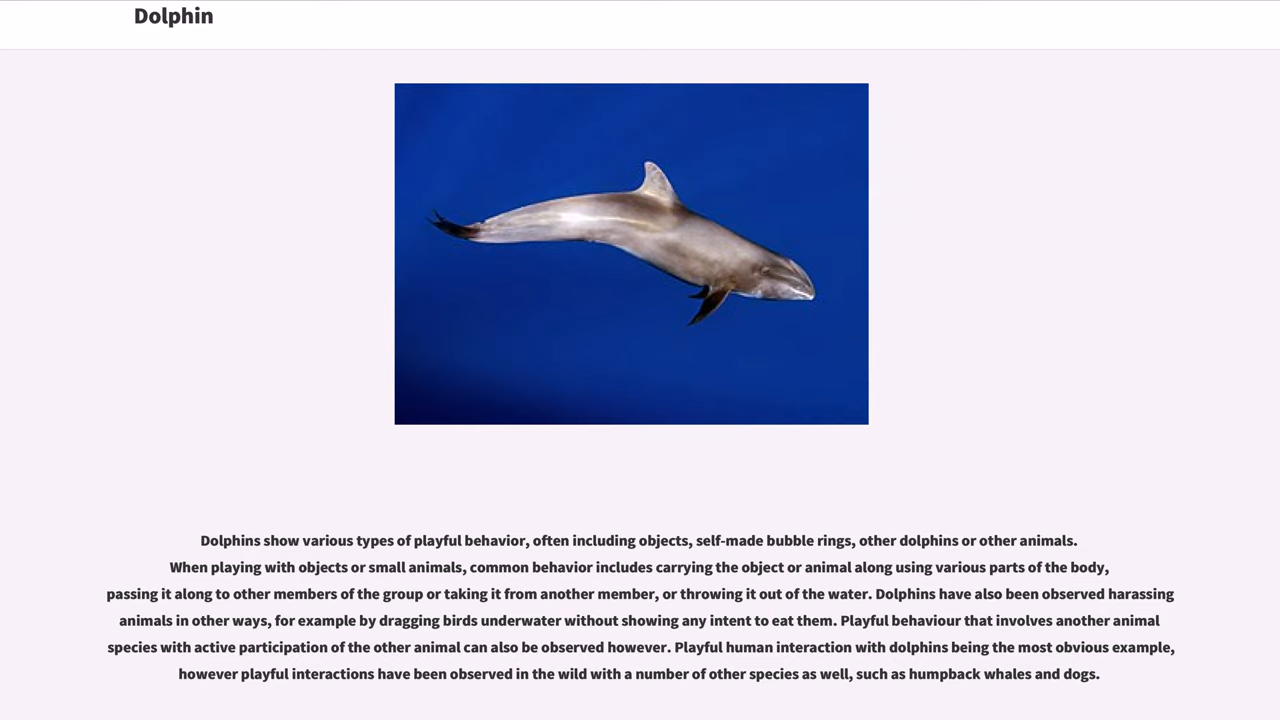 Dolphin
Dolphins show various types of playful behavior, often including objects, self-made bubble rings, other dolphins or other animals.
When playing with objects or small animals, common behavior includes carrying the object or animal along using various parts of the body,
passing it along to other members of the group or taking it from another member, or throwing it out of the water. Dolphins have also been observed harassing
animals in other ways, for example by dragging birds underwater without showing any intent to eat them. Playful behaviour that involves another animal
species with active participation of the other animal can also be observed however. Playful human interaction with dolphins being the most obvious example,
however playful interactions have been observed in the wild with a number of other species as well, such as humpback whales and dogs.